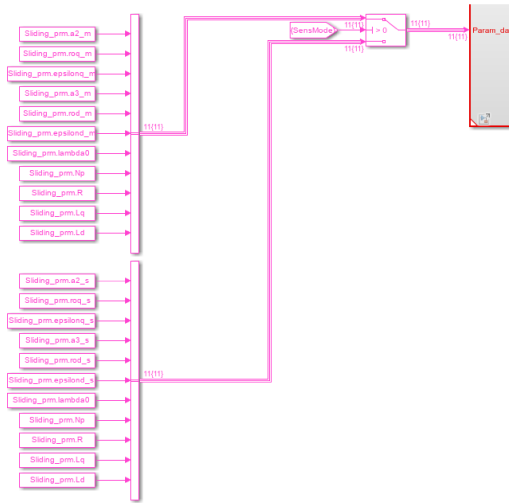 Sliding_prm.a2_m
Sliding_prm.roq_m
Sliding_prm.epsilonq_m
Sliding_prm.a3_m
Sliding_prm.rod_m
Sliding_prm.epsilond_m
Sliding_prm.lambda0
Sliding_prm.Np
Sliding_prm.R
Sliding_prm.Lq
Sliding_prm.Ld
11{11}
11{11}
{SensMode}
> 0
11{11}
11{11}
11{11}
Param_da
Sliding_prm.a2_s
Sliding_prm.roq_s
Sliding_prm.epsilonq_s
Sliding_prm.a3_s
Sliding_prm.rod_s
Sliding_prm.epsilond_s
Sliding_prm.lambda0
Sliding_prm.Np
Sliding_prm.R
Sliding_prm.Lq
Sliding_prm.Ld
11{11}